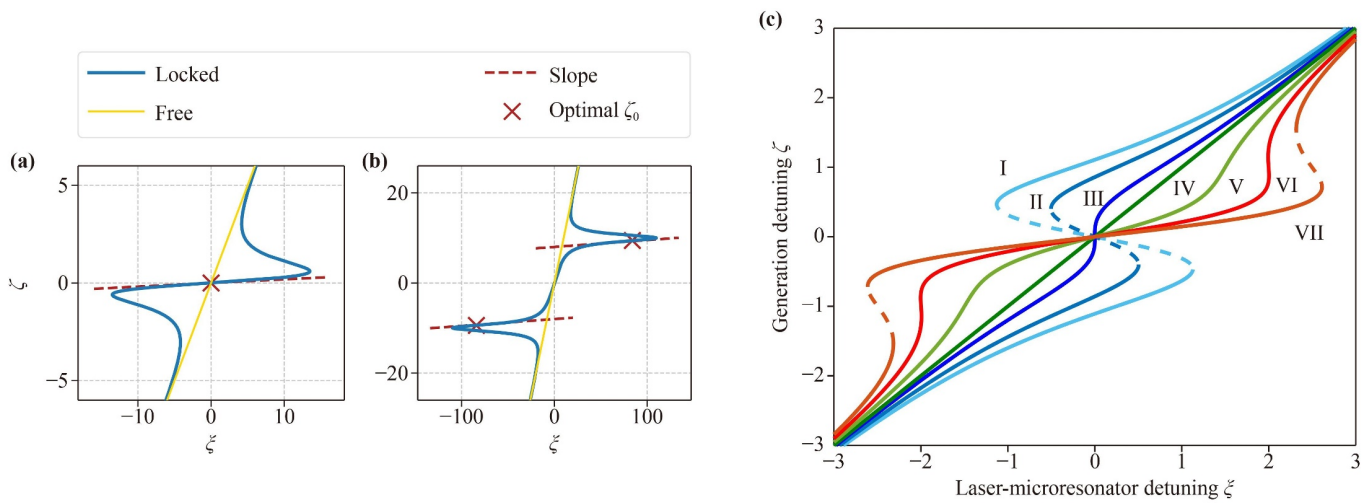 Locked
Free
Slope
Optimal ζ₀
(a)
5
0
−5
ζ
−10
0
10
ξ
(b)
20
0
−20
−100
0
100
ξ
(c)
3
2
1
0
−1
−2
−3
Generation detuning ζ
I
II
III
IV
V
VI
VII
−3
−2
−1
0
1
2
3
Laser-microresonator detuning ξ